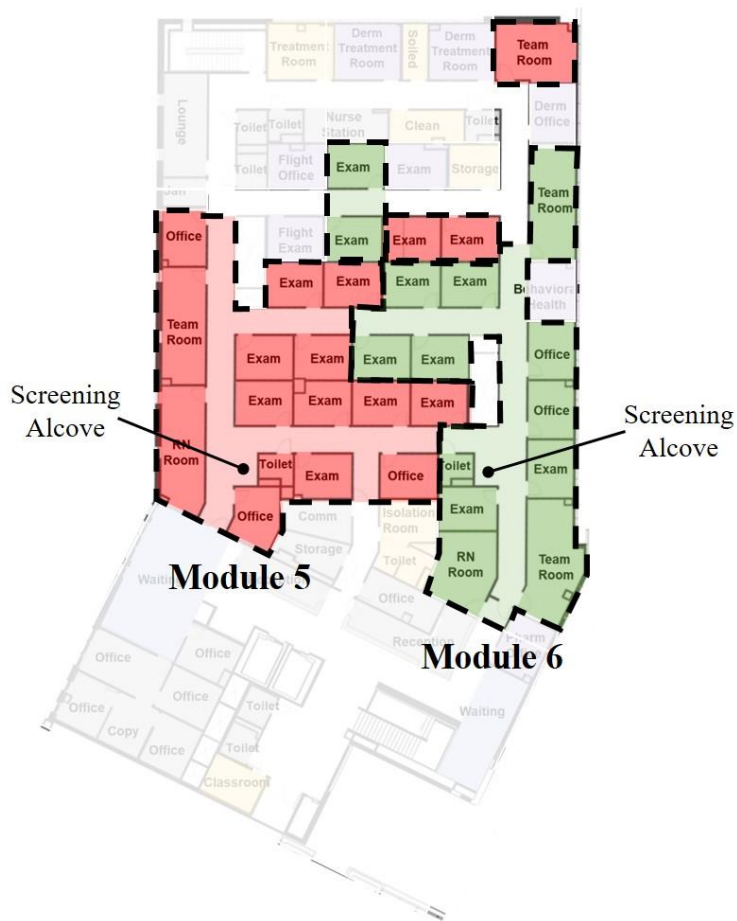 Treatment
Room
Derm
Treatment
Room
Soiled
Derm
Treatment
Room
Team
Room
Lounge
Toilet
Toilet
Nurse
Station
Clean
Toilet
Derm
Office
Toilet
Flight
Office
Exam
Exam
Storage
Team
Room
Jan
Office
Flight
Exam
Exam
Exam
Exam
Exam
Exam
Exam
Exam
Behavioral
Health
Team
Room
Exam
Exam
Exam
Exam
Office
Exam
Exam
Exam
Exam
Office
Screening
Alcove
Screening
Alcove
RN
Room
Toilet
Exam
Office
Toilet
Exam
Office
Comm
Isolation
Room
Exam
Storage
Toilet
RN
Room
Team
Room
Waiting
Module 5
Office
Reception
Pharm
Module 6
Office
Office
Office
Office
Copy
Office
Toilet
Toilet
Classroom
Waiting